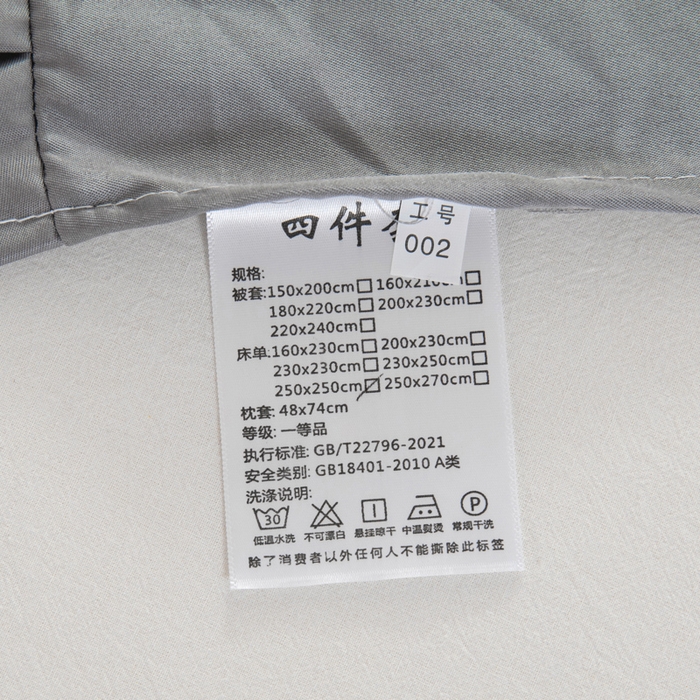 四件
工号
002
规格:
被套:150x200cm□ 160x210
180x220cm□ 200x230cm□
220x240cm□
床单:160x230cm□ 200x230cm□
230x230cm□ 230x250cm□
250x250cm☑ 250x270cm□
枕套: 48x74cm
等级: 一等品
执行标准: GB/T22796-2021
安全类别: GB18401-2010 A类
洗涤说明:
30 P
低温水洗 不可漂白 悬挂晾干 中温熨烫 常规干洗
除了消费者以外任何人不能撕除此标签